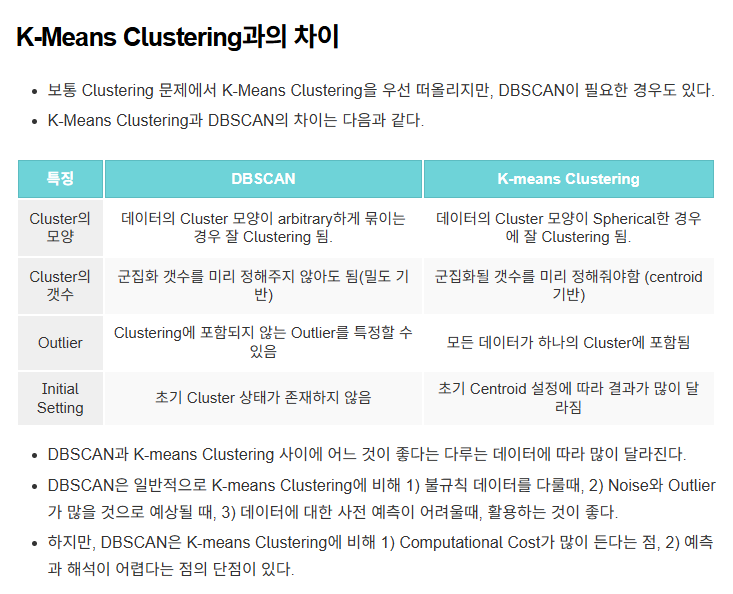 K-Means Clustering과의 차이
보통 Clustering 문제에서 K-Means Clustering을 우선 떠올리지만, DBSCAN이 필요한 경우도 있다.
K-Means Clustering과 DBSCAN의 차이는 다음과 같다.
특징 DBSCAN K-means Clustering
Cluster의
모양
데이터의 Cluster 모양이 arbitrary하게 묶이는
경우 잘 Clustering 됨.
데이터의 Cluster 모양이 Spherical한 경우
에 잘 Clustering 됨.
Cluster의
갯수
군집화 갯수를 미리 정해주지 않아도 됨(밀도 기
반)
군집화될 갯수를 미리 정해줘야함 (centroid
기반)
Outlier
Clustering에 포함되지 않는 Outlier를 특정할 수
있음
모든 데이터가 하나의 Cluster에 포함됨
Initial
Setting
초기 Cluster 상태가 존재하지 않음
초기 Centroid 설정에 따라 결과가 많이 달
라짐
DBSCAN과 K-means Clustering 사이에 어느 것이 좋다는 다루는 데이터에 따라 많이 달라진다.
DBSCAN은 일반적으로 K-means Clustering에 비해 1) 불규칙 데이터를 다룰때, 2) Noise와 Outlier
가 많을 것으로 예상될 때, 3) 데이터에 대한 사전 예측이 어려울때, 활용하는 것이 좋다.
하지만, DBSCAN은 K-means Clustering에 비해 1) Computational Cost가 많이 든다는 점, 2) 예측
과 해석이 어렵다는 점의 단점이 있다.